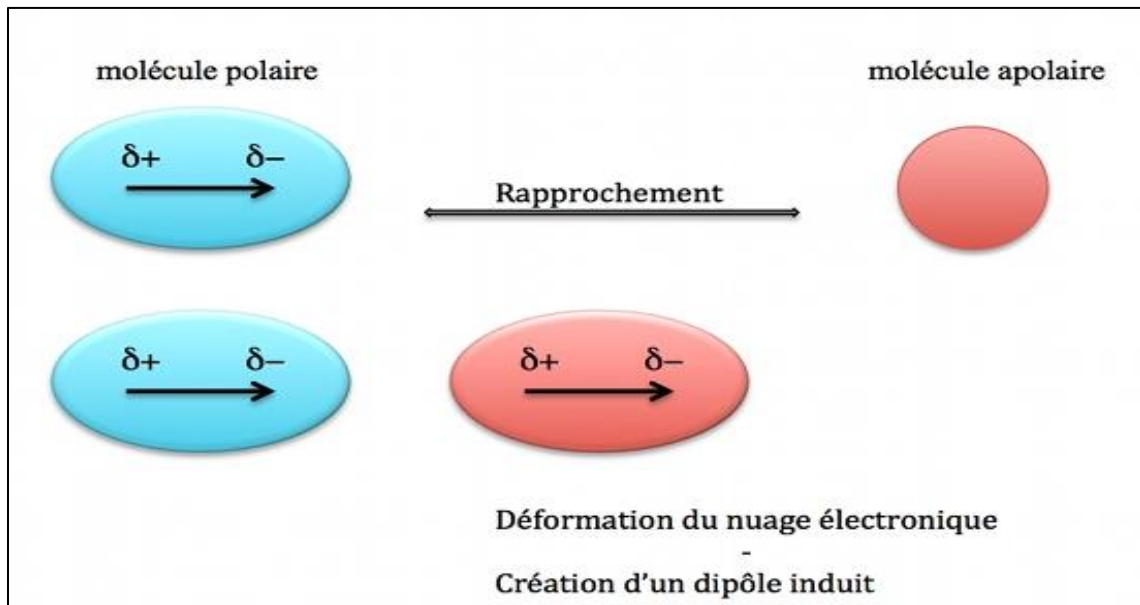 molécule polaire
molécule apolaire
δ+ δ−
Rapprochement
δ+ δ−
δ+ δ−
Déformation du nuage électronique
-
Création d’un dipôle induit